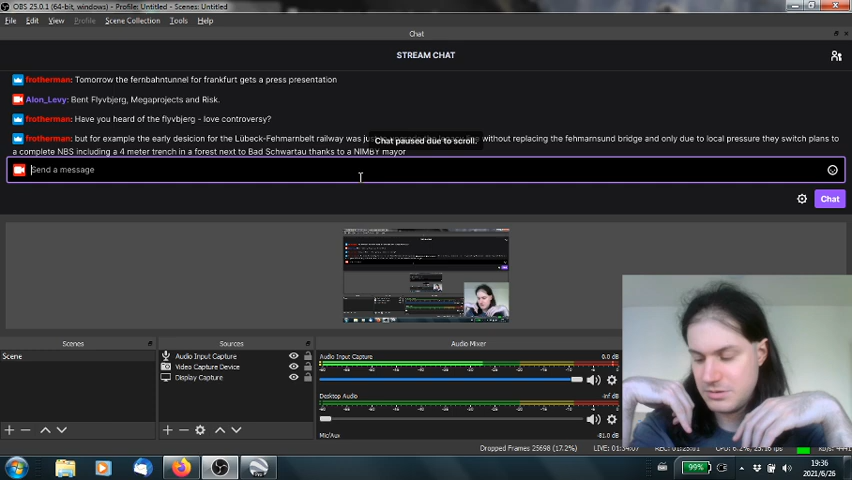 OBS 25.0.1 (64-bit, windows) - Profile: Untitled - Scenes: Untitled
File Edit View Profile Scene Collection Tools Help
Chat
STREAM CHAT
frotherman: Tomorrow the fernbahntunnel for frankfurt gets a press presentation
Alon_Levy: Bent Flyvbjerg, Megaprojects and Risk.
frotherman: Have you heard of the flyvbjerg - love controversy?
frotherman: but for example the early desicion for the Lübeck-Fehmarnbelt railway was without replacing the fehmarnsund bridge and only due to local pressure they switch plans to
Chat paused due to scroll.
a complete NBS including a 4 meter trench in a forest next to Bad Schwartau thanks to a NIMBY mayor
Send a message
Chat
Scenes Sources Audio Mixer
Scene
Audio Input Capture
Video Capture Device
Display Capture
Audio Input Capture 0.0 dB
Desktop Audio -inf dB
Mic/Aux -81.0 dB
Dropped Frames 25698 (17.2%)
99%
19:36
2021/6/26